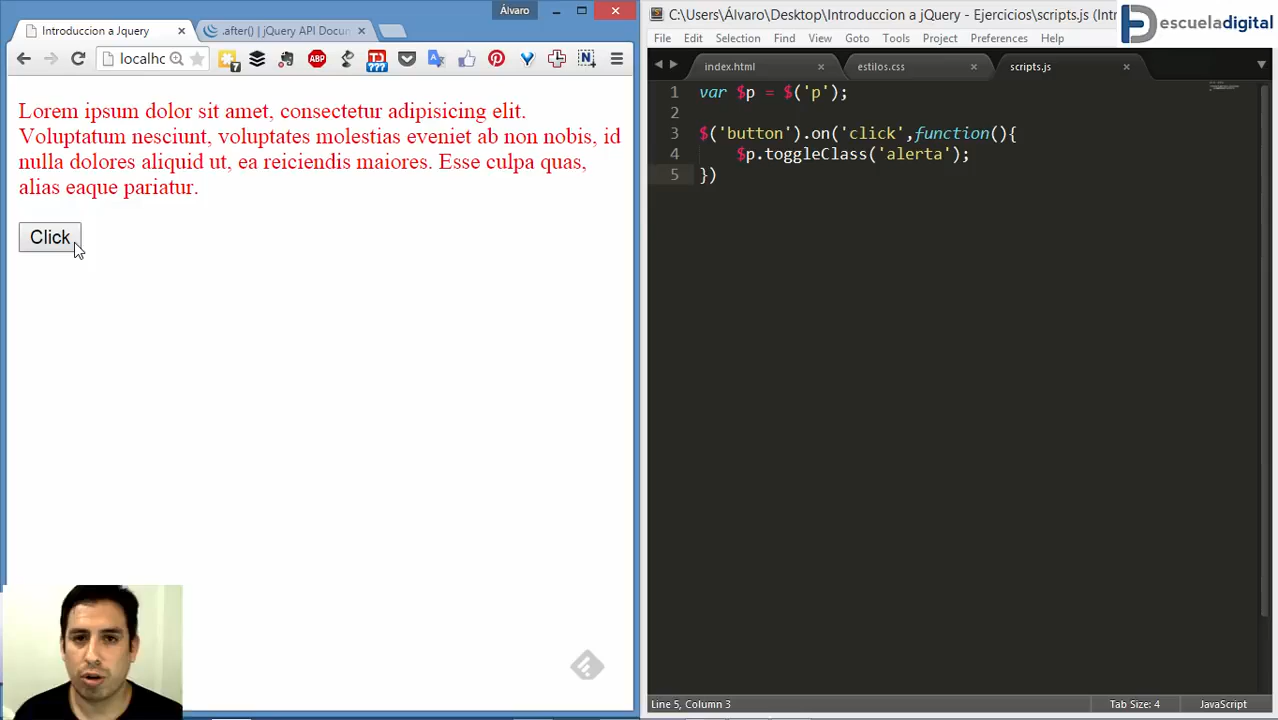 Álvaro
Introduccion a Jquery
.after() | jQuery API Docum
localhc
7
ABP
???
N
Lorem ipsum dolor sit amet, consectetur adipisicing elit.
Voluptatum nesciunt, voluptates molestias eveniet ab non nobis, id
nulla dolores aliquid ut, ea reiciendis maiores. Esse culpa quas,
alias eaque pariatur.
Click
C:\Users\Álvaro\Desktop\Introduccion a jQuery - Ejercicios\scripts.js (Intr
escueladigital
File Edit Selection Find View Goto Tools Project Preferences Help
index.html estilos.css scripts.js
1 var $p = $('p');
2
3 $('button').on('click',function(){
4 $p.toggleClass('alerta');
5 })
Line 5, Column 3 Tab Size: 4 JavaScript